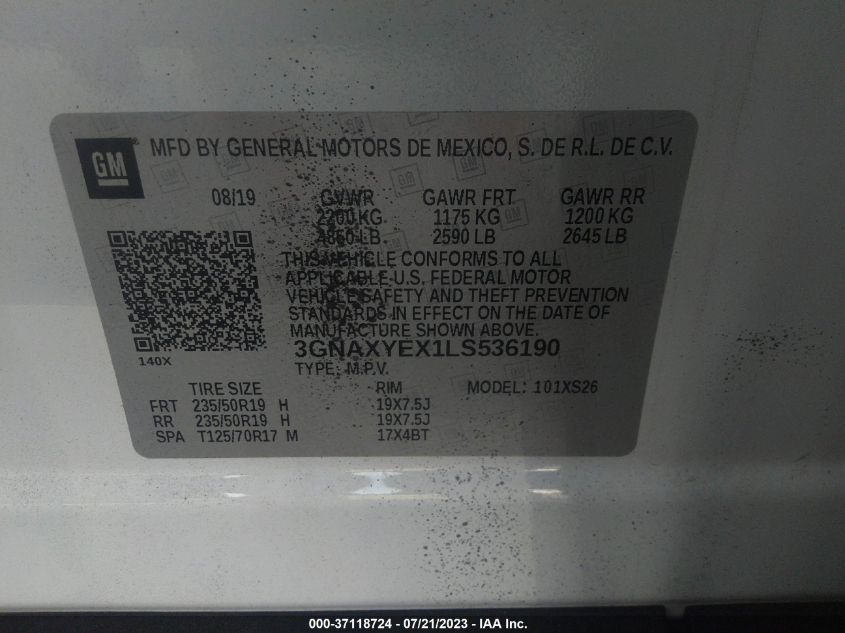 GM
MFD BY GENERAL MOTORS DE MEXICO, S. DE R.L. DE C.V.
08/19 GVWR GAWR FRT GAWR RR
2200 KG 1175 KG 1200 KG
4850 LB 2590 LB 2645 LB
THIS VEHICLE CONFORMS TO ALL
APPLICABLE U.S. FEDERAL MOTOR
VEHICLE SAFETY AND THEFT PREVENTION
STANDARDS IN EFFECT ON THE DATE OF
MANUFACTURE SHOWN ABOVE.
140X 3GNAXYEX1LS536190
TYPE: M.P.V.
TIRE SIZE RIM MODEL: 101XS26
FRT 235/50R19 H 19X7.5J
RR 235/50R19 H 19X7.5J
SPA T125/70R17 M 17X4BT
000-37118724 - 07/21/2023 - IAA Inc.